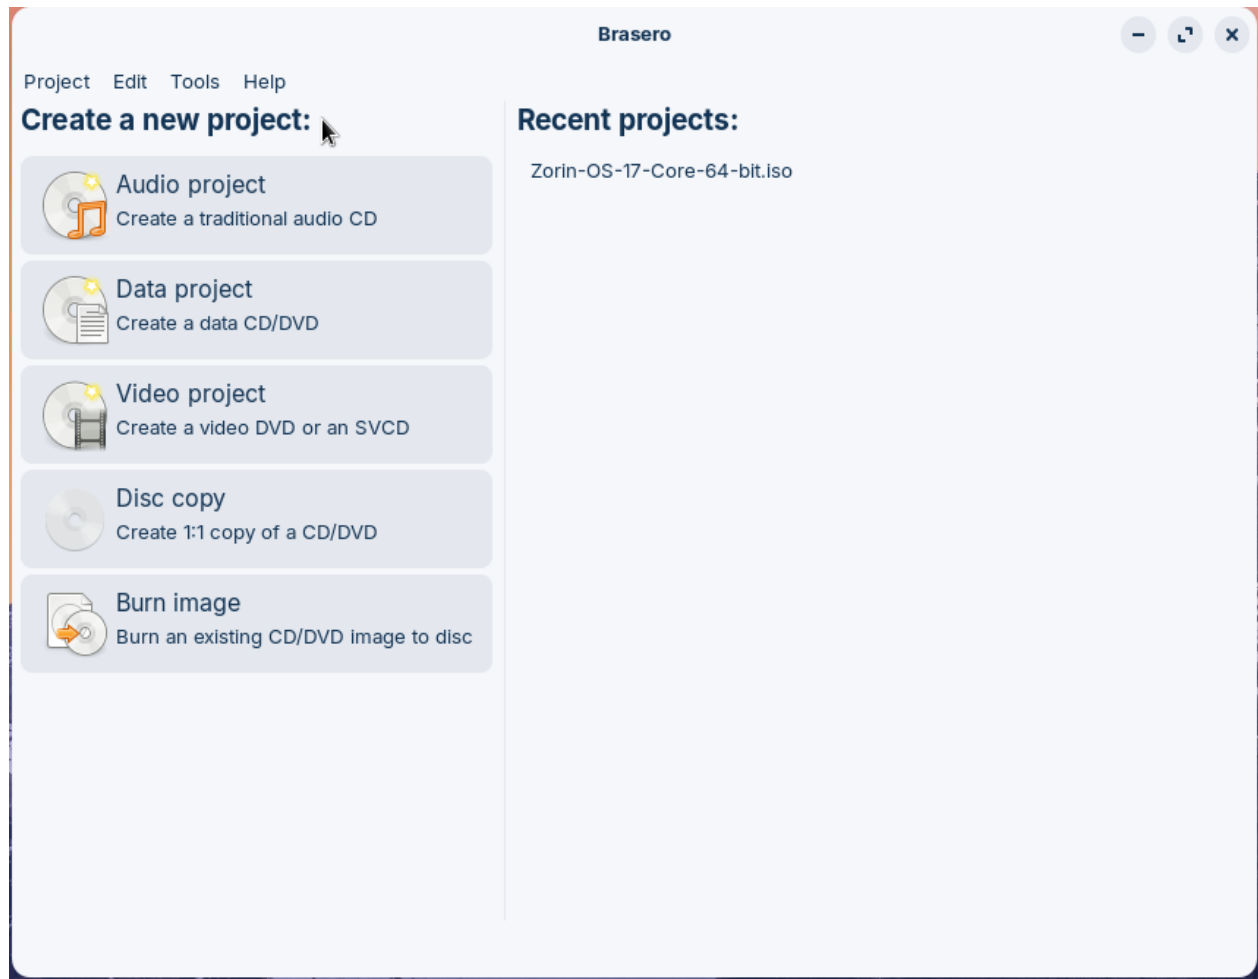 Brasero
Project Edit Tools Help
Create a new project:
Audio project
Create a traditional audio CD
Data project
Create a data CD/DVD
Video project
Create a video DVD or an SVCD
Disc copy
Create 1:1 copy of a CD/DVD
Burn image
Burn an existing CD/DVD image to disc
Recent projects:
Zorin-OS-17-Core-64-bit.iso